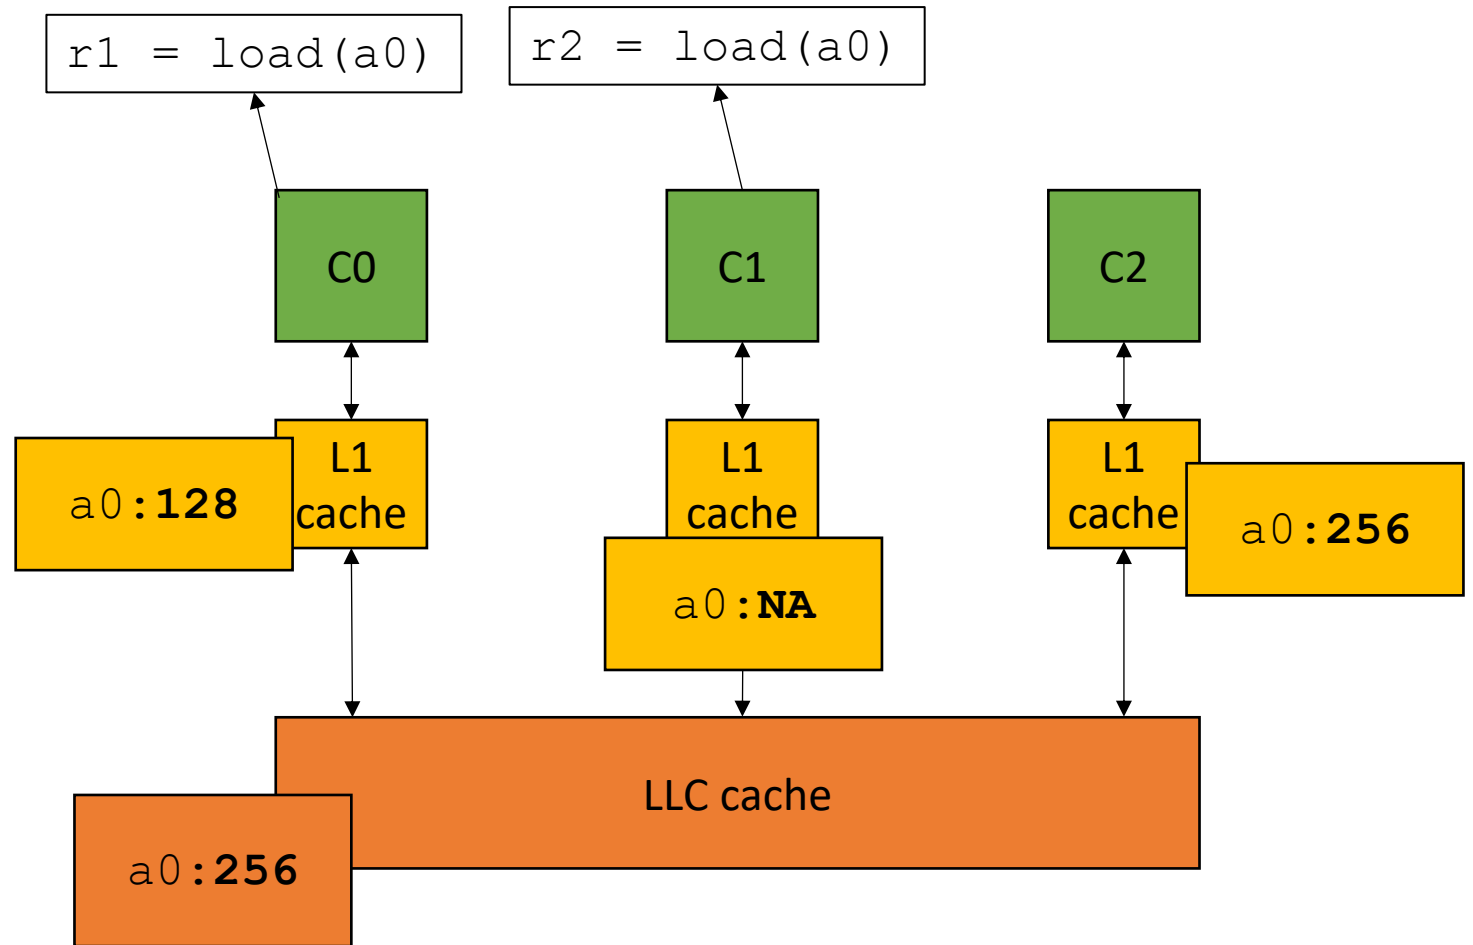 r1 = load(a0)
r2 = load(a0)
C0
C1
C2
L1
cache
L1
cache
L1
cache
a0:128
a0:NA
a0:256
LLC cache
a0:256